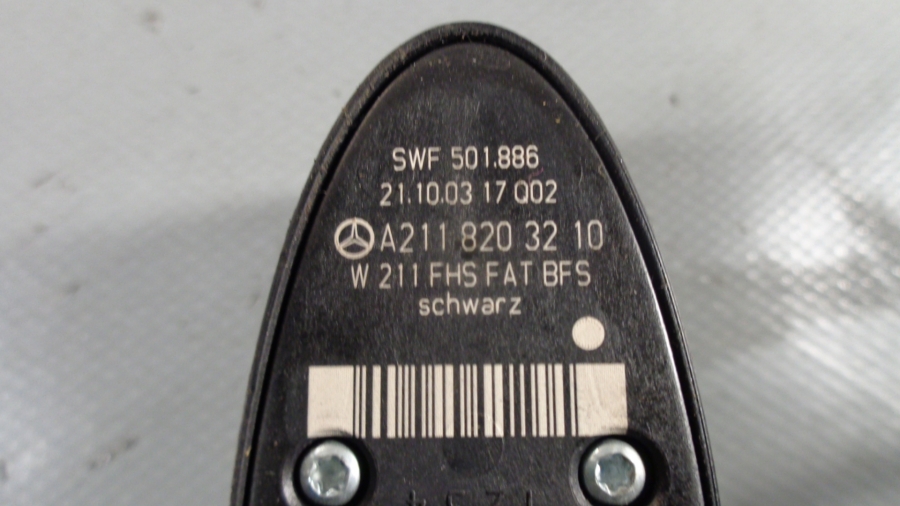 SWF 501.886
21.10.03 17 Q02
A211 820 32 10
W 211 FHS FAT BFS
schwarz